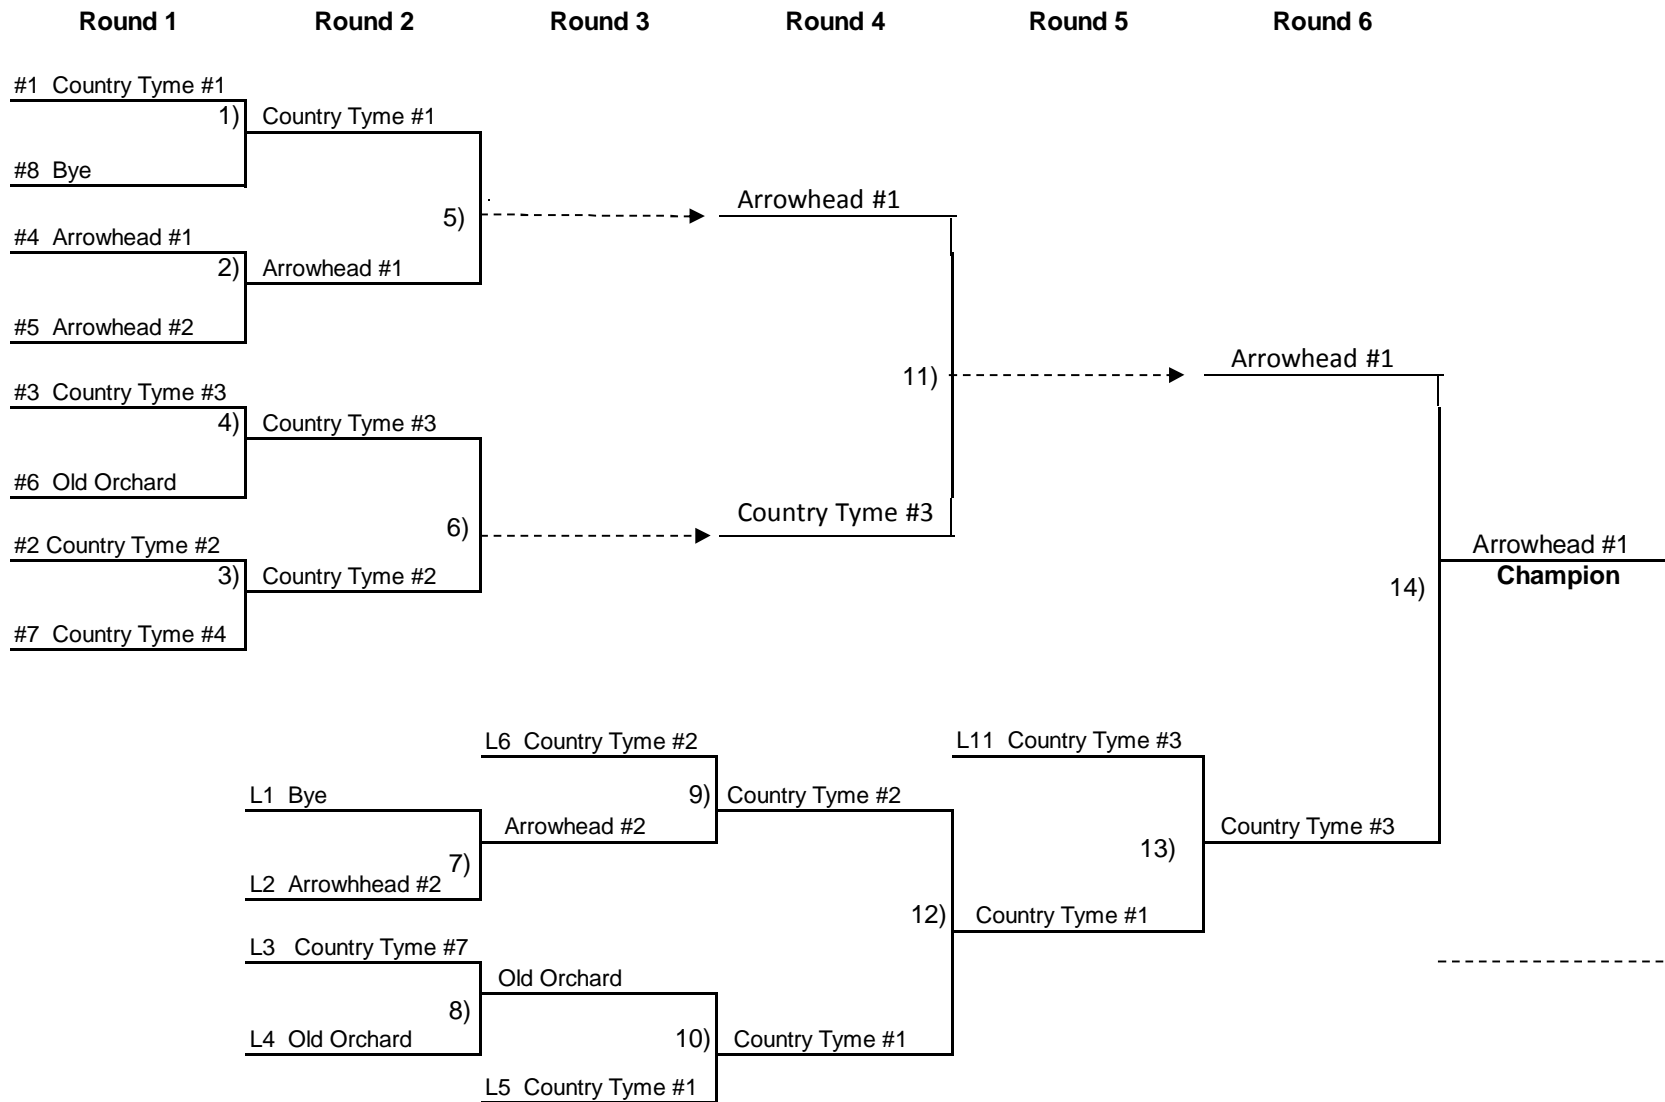 Round 1 Round 2 Round 3 Round 4 Round 5 Round 6
#1 Country Tyme #1
1) Country Tyme #1
#8 Bye
Arrowhead #1
5)
#4 Arrowhead #1
2) Arrowhead #1
#5 Arrowhead #2
Arrowhead #1
11)
#3 Country Tyme #3
4) Country Tyme #3
#6 Old Orchard
Country Tyme #3
6)
#2 Country Tyme #2
Arrowhead #1
3) Country Tyme #2
Champion
14)
#7 Country Tyme #4
L6 Country Tyme #2
L11 Country Tyme #3
L1 Bye
9) Country Tyme #2
Arrowhead #2
Country Tyme #3
13)
7)
L2 Arrowhhead #2
12) Country Tyme #1
L3 Country Tyme #7
Old Orchard
8)
L4 Old Orchard
10) Country Tyme #1
L5 Country Tyme #1